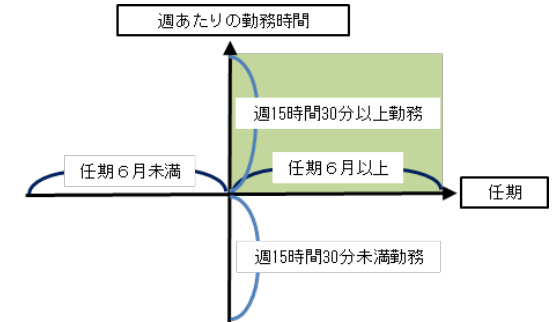 週あたりの勤務時間
週15時間30分以上勤務
任期６月未満
任期６月以上
任期
週15時間30分未満勤務